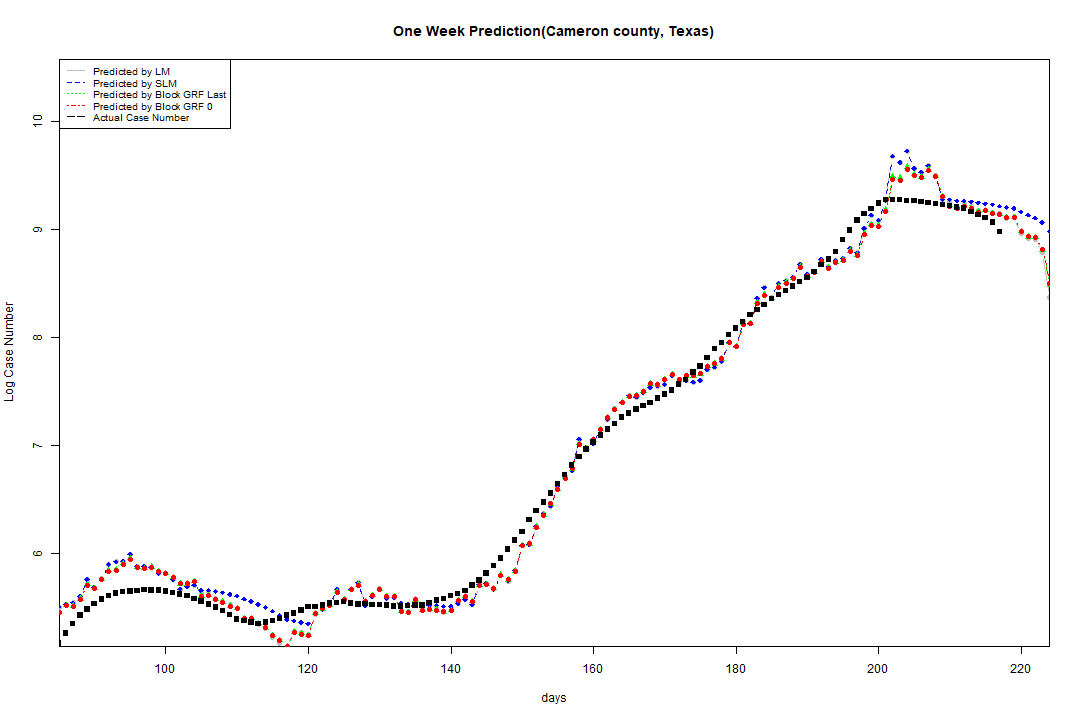 One Week Prediction(Cameron county, Texas)
Predicted by LM
Predicted by SLM
Predicted by Block GRF Last
Predicted by Block GRF 0
Actual Case Number
10
9
8
7
6
Log Case Number
100 120 140 160 180 200 220
days